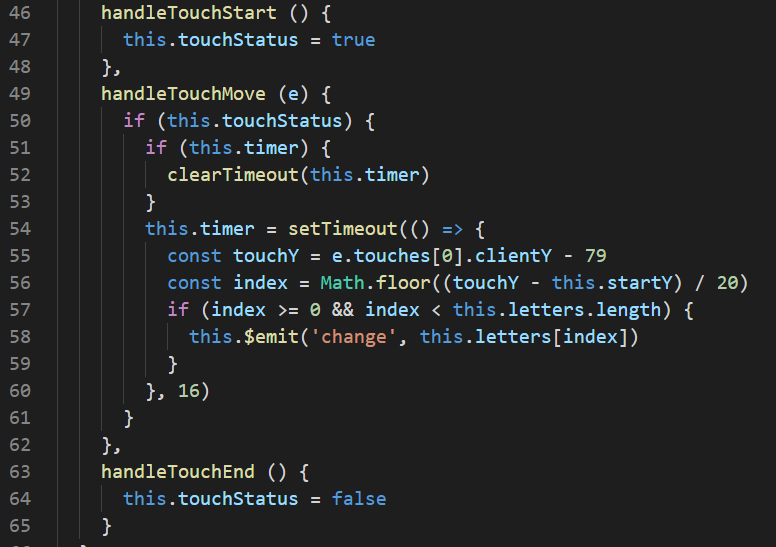 46 handleTouchStart () {
47 this.touchStatus = true
48 },
49 handleTouchMove (e) {
50 if (this.touchStatus) {
51 if (this.timer) {
52 clearTimeout(this.timer)
53 }
54 this.timer = setTimeout(() => {
55 const touchY = e.touches[0].clientY - 79
56 const index = Math.floor((touchY - this.startY) / 20)
57 if (index >= 0 && index < this.letters.length) {
58 this.$emit('change', this.letters[index])
59 }
60 }, 16)
61 }
62 },
63 handleTouchEnd () {
64 this.touchStatus = false
65 }